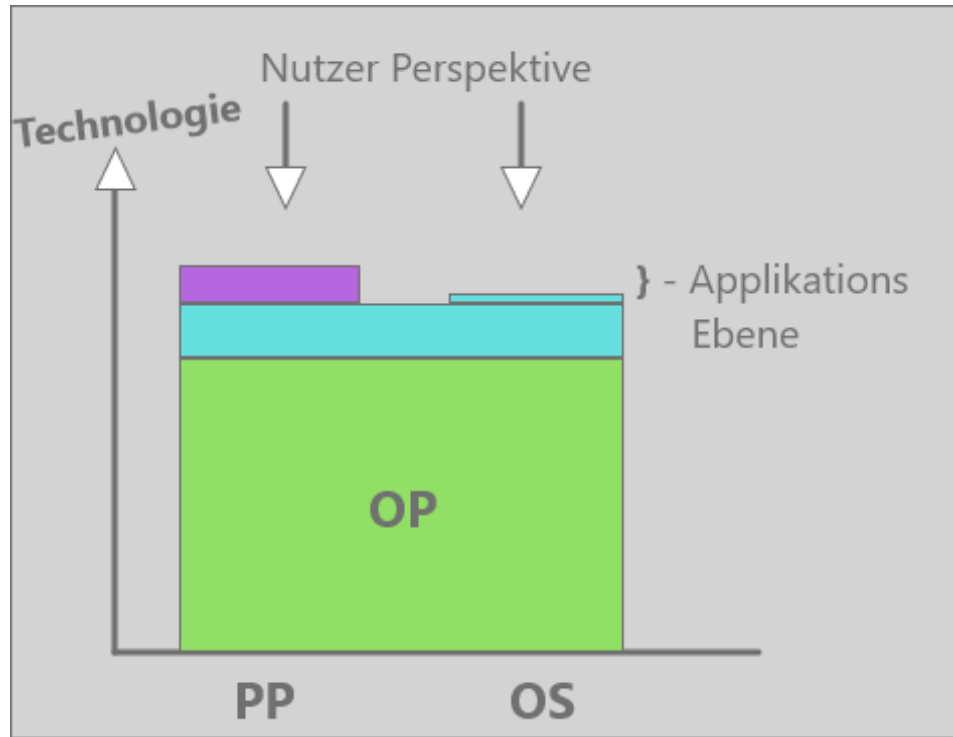 Nutzer Perspektive
Technologie
} - Applikations
Ebene
OP
PP
OS